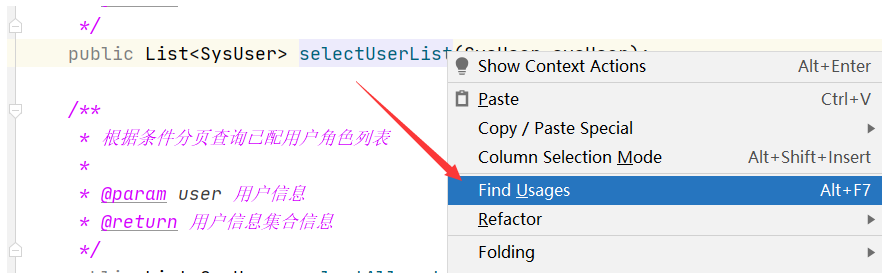 */
public List<SysUser> selectUserList(
Show Context Actions Alt+Enter
Paste Ctrl+V
Copy / Paste Special
Column Selection Mode Alt+Shift+Insert
Find Usages Alt+F7
Refactor
Folding
/**
* 根据条件分页查询已配用户角色列表
*
* @param user 用户信息
* @return 用户信息集合信息
*/